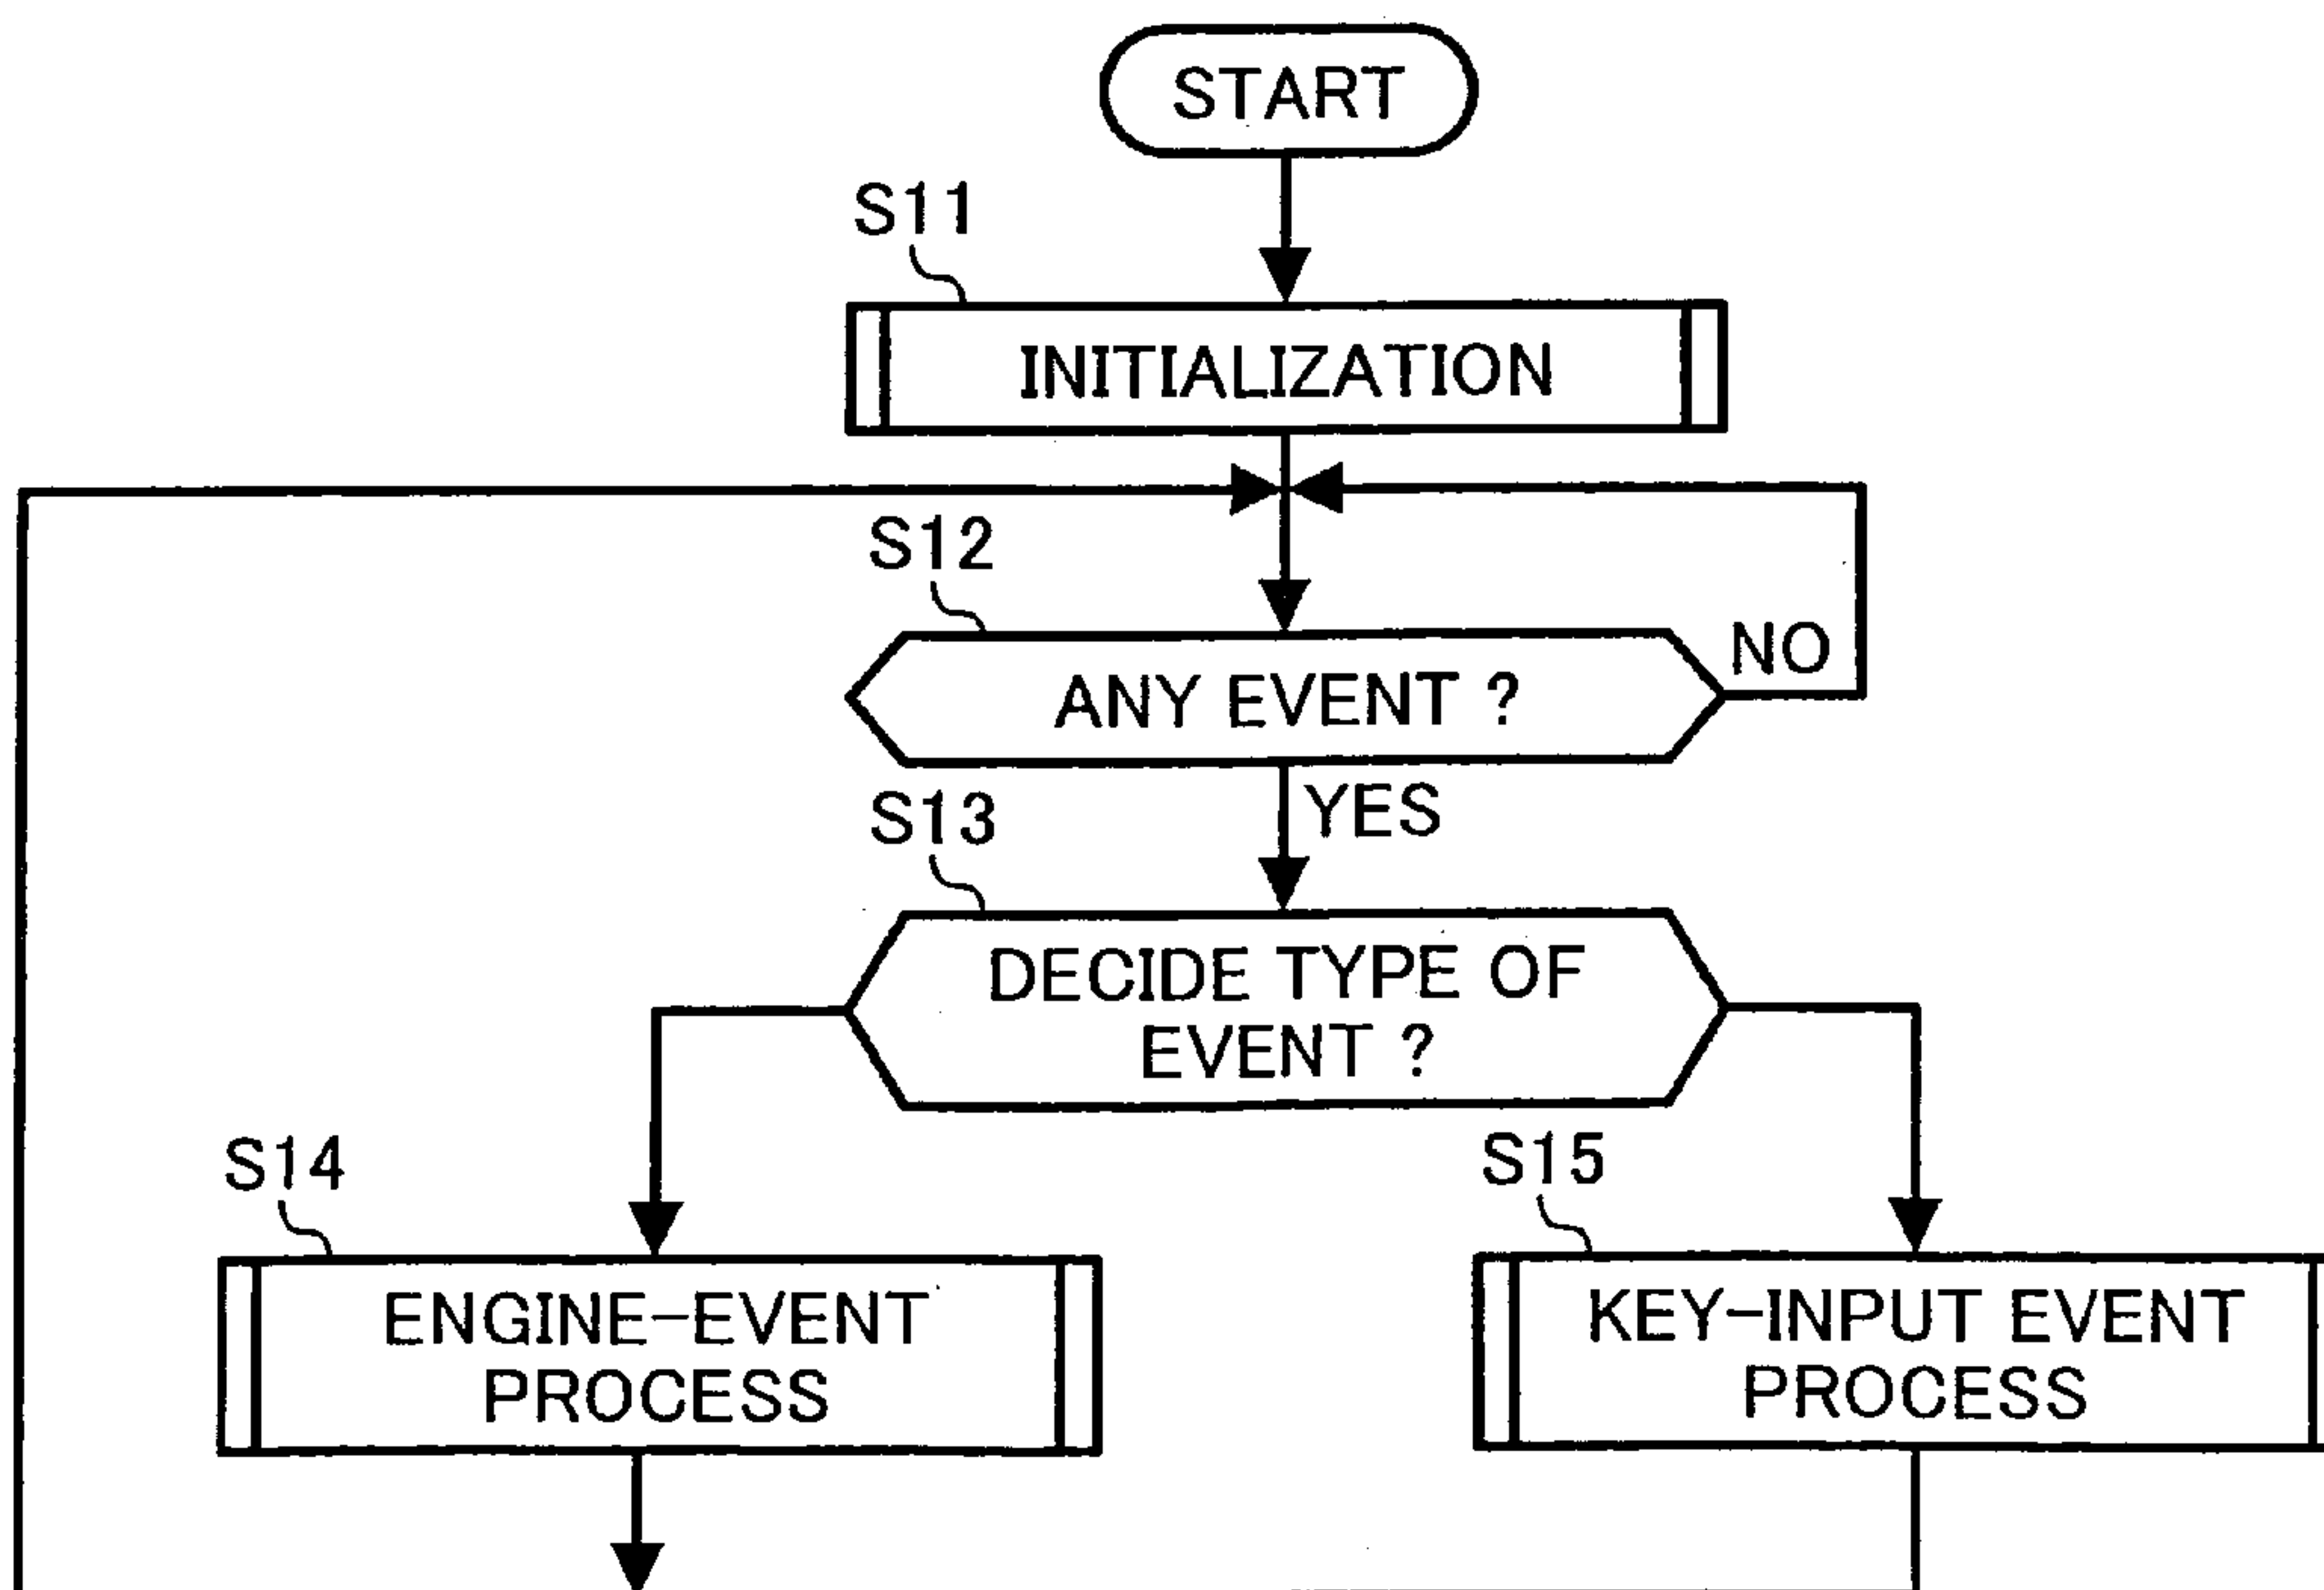 START
S11
INITIALIZATION
S12
ANY EVENT ?
NO
YES
S13
DECIDE TYPE OF
EVENT ?
S14
S15
ENGINE-EVENT
PROCESS
KEY-INPUT EVENT
PROCESS